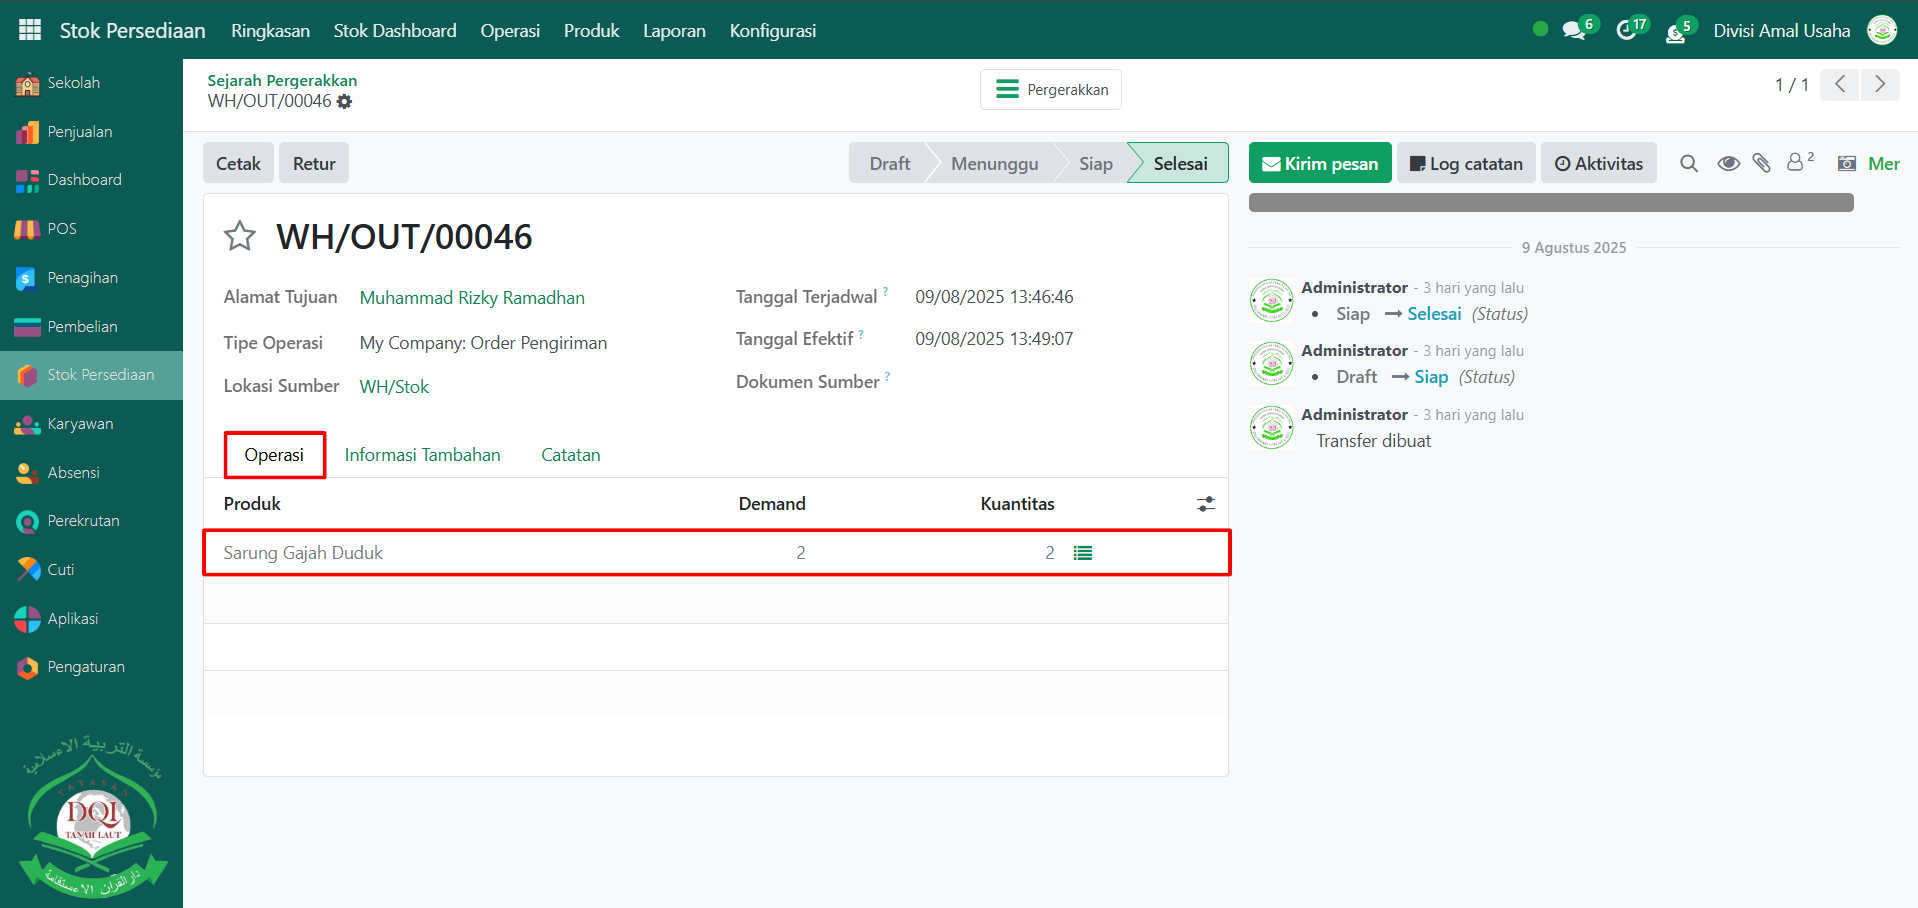 Stok Persediaan Ringkasan Stok Dashboard Operasi Produk Laporan Konfigurasi 6 17 5 Divisi Amal Usaha
Sekolah
Penjualan
Dashboard
POS
Penagihan
Pembelian
Stok Persediaan
Karyawan
Absensi
Perekrutan
Cuti
Aplikasi
Pengaturan
YAYASAN
DQI
TANAH LAUT
Sejarah Pergerakkan
WH/OUT/00046
Pergerakkan
1 / 1
Cetak Retur
Draft Menunggu Siap Selesai
WH/OUT/00046
Alamat Tujuan Muhammad Rizky Ramadhan
Tipe Operasi My Company: Order Pengiriman
Lokasi Sumber WH/Stok
Tanggal Terjadwal ? 09/08/2025 13:46:46
Tanggal Efektif ? 09/08/2025 13:49:07
Dokumen Sumber ?
Operasi Informasi Tambahan Catatan
Produk Demand Kuantitas
Sarung Gajah Duduk 2 2
Kirim pesan Log catatan Aktivitas 2 Mer
9 Agustus 2025
Administrator - 3 hari yang lalu
• Siap → Selesai (Status)
Administrator - 3 hari yang lalu
• Draft → Siap (Status)
Administrator - 3 hari yang lalu
Transfer dibuat